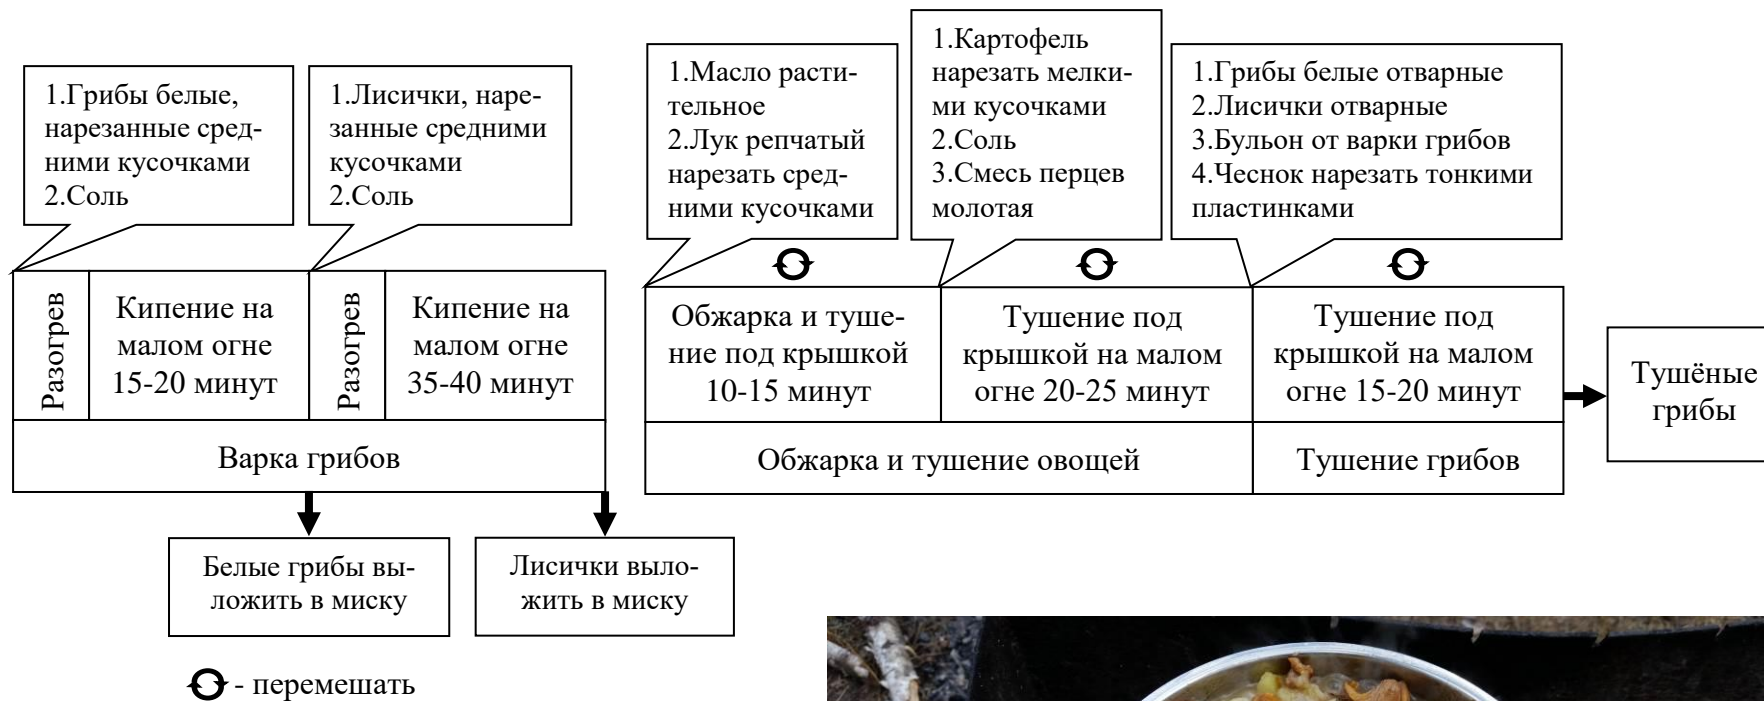 1.Грибы белые,
нарезанные сред-
ними кусочками
2.Соль
1.Лисички, наре-
занные средними
кусочками
2.Соль
1.Масло расти-
тельное
2.Лук репчатый
нарезать сред-
ними кусочками
1.Картофель
нарезать мелки-
ми кусочками
2.Соль
3.Смесь перцев
молотая
1.Грибы белые отварные
2.Лисички отварные
3.Бульон от варки грибов
4.Чеснок нарезать тонкими
пластинками
Разогрев
Кипение на
малом огне
15-20 минут
Разогрев
Кипение на
малом огне
35-40 минут
Варка грибов
Обжарка и туше-
ние под крышкой
10-15 минут
Тушение под
крышкой на малом
огне 20-25 минут
Тушение под
крышкой на малом
огне 15-20 минут
Обжарка и тушение овощей
Тушение грибов
Тушёные
грибы
Белые грибы вы-
ложить в миску
Лисички выло-
жить в миску
- перемешать